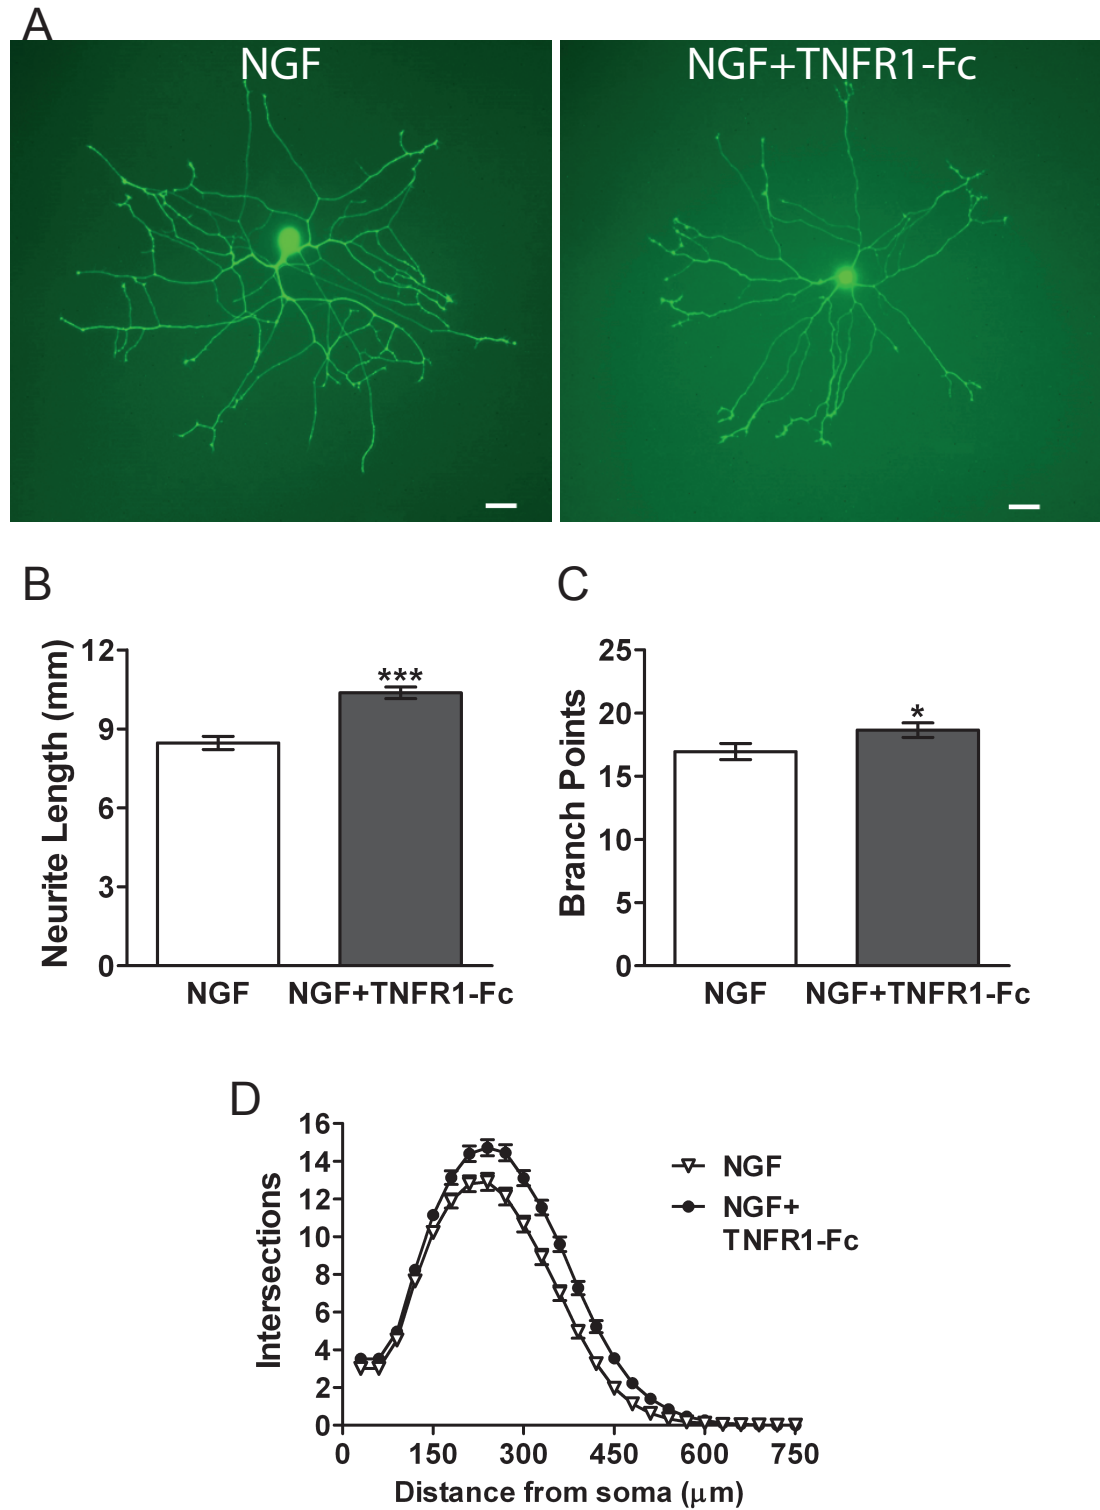 A
NGF
NGF+TNFR1-Fc
B
C
Neurite Length (mm)
12
9
6
3
0
***
NGF
NGF+TNFR1-Fc
Branch Points
25
20
15
10
5
0
*
NGF
NGF+TNFR1-Fc
D
Intersections
16
14
12
10
8
6
4
2
0
0 150 300 450 600 750
Distance from soma (μm)
NGF
NGF+
TNFR1-Fc